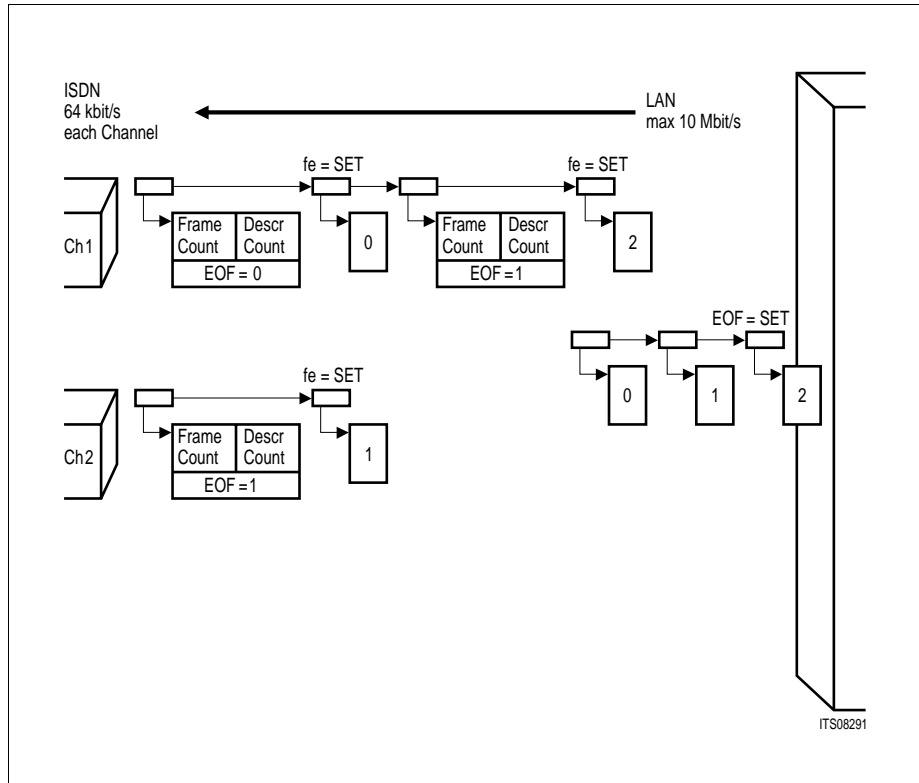 ISDN
64 kbit/s
each Channel
LAN
max 10 Mbit/s
fe = SET
fe = SET
Ch1
Frame Count
Descr Count
EOF = 0
0
Frame Count
Descr Count
EOF = 1
2
EOF = SET
0
1
2
fe = SET
Ch2
Frame Count
Descr Count
EOF = 1
1
ITS08291